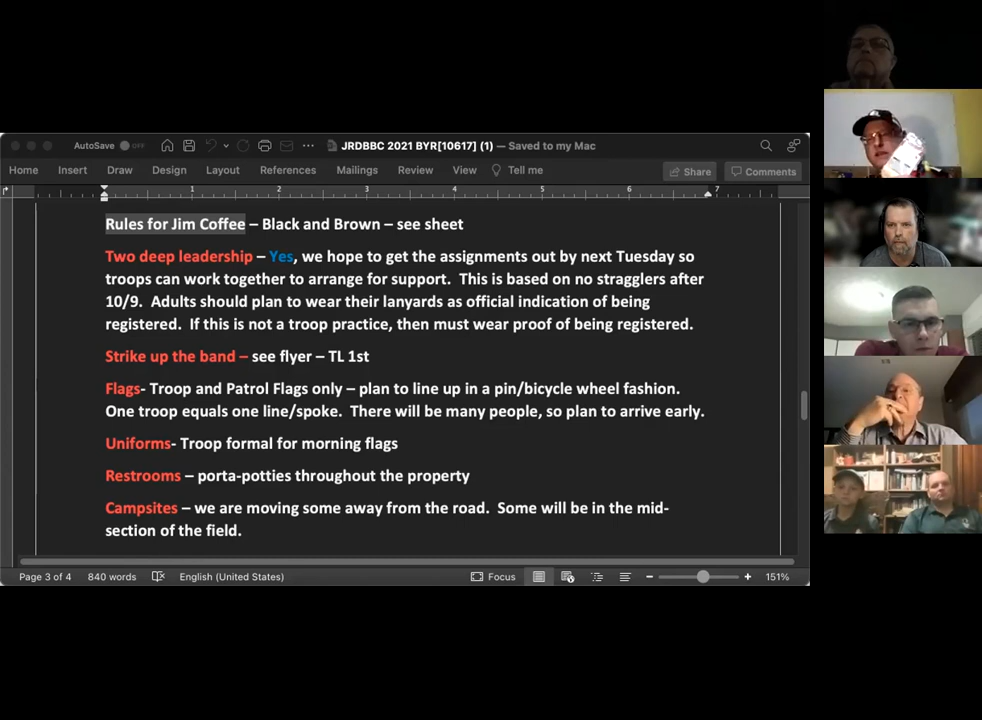 AutoSave OFF
JRDBBC 2021 BYR[10617] (1) — Saved to my Mac
Home Insert Draw Design Layout References Mailings Review View Tell me Share Comments
1 2 3 4 5 6 7
Rules for Jim Coffee – Black and Brown – see sheet
Two deep leadership – Yes, we hope to get the assignments out by next Tuesday so
troops can work together to arrange for support. This is based on no stragglers after
10/9. Adults should plan to wear their lanyards as official indication of being
registered. If this is not a troop practice, then must wear proof of being registered.
Strike up the band – see flyer – TL 1st
Flags- Troop and Patrol Flags only – plan to line up in a pin/bicycle wheel fashion.
One troop equals one line/spoke. There will be many people, so plan to arrive early.
Uniforms- Troop formal for morning flags
Restrooms – porta-potties throughout the property
Campsites – we are moving some away from the road. Some will be in the mid-
section of the field.
Page 3 of 4 840 words English (United States) Focus 151%